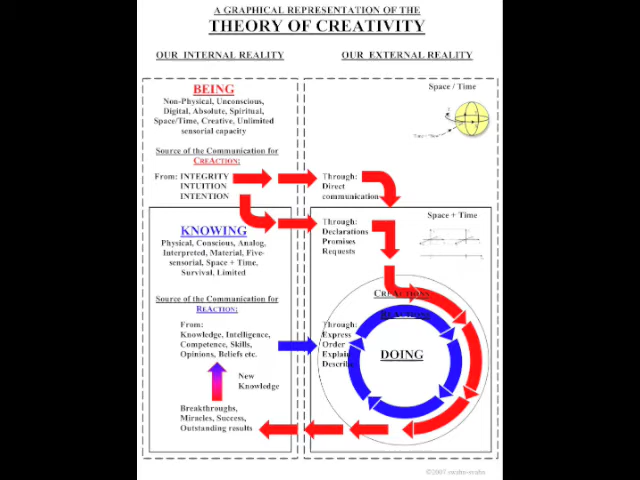 A GRAPHICAL REPRESENTATION OF THE
THEORY OF CREATIVITY
OUR INTERNAL REALITY
OUR EXTERNAL REALITY
BEING
Non-Physical, Unconscious,
Digital, Absolute, Spiritual,
Space/Time, Creative, Unlimited
sensorial capacity
Source of the Communication for
CREACTION:
From: INTEGRITY
INTUITION
INTENTION
Space / Time
Through:
Direct
communication
Through:
Declarations
Promises
Requests
Space + Time
KNOWING
Physical, Conscious, Analog,
Interpreted, Material, Five-
sensorial, Space + Time,
Survival, Limited
Source of the Communication for
REACTION:
From:
Knowledge, Intelligence,
Competence, Skills,
Opinions, Beliefs etc.
Through:
Express
Order
Explain
Describe
CREACTIONS
REACTIONS
DOING
New
Knowledge
Breakthroughs,
Miracles, Success,
Outstanding results
©2007